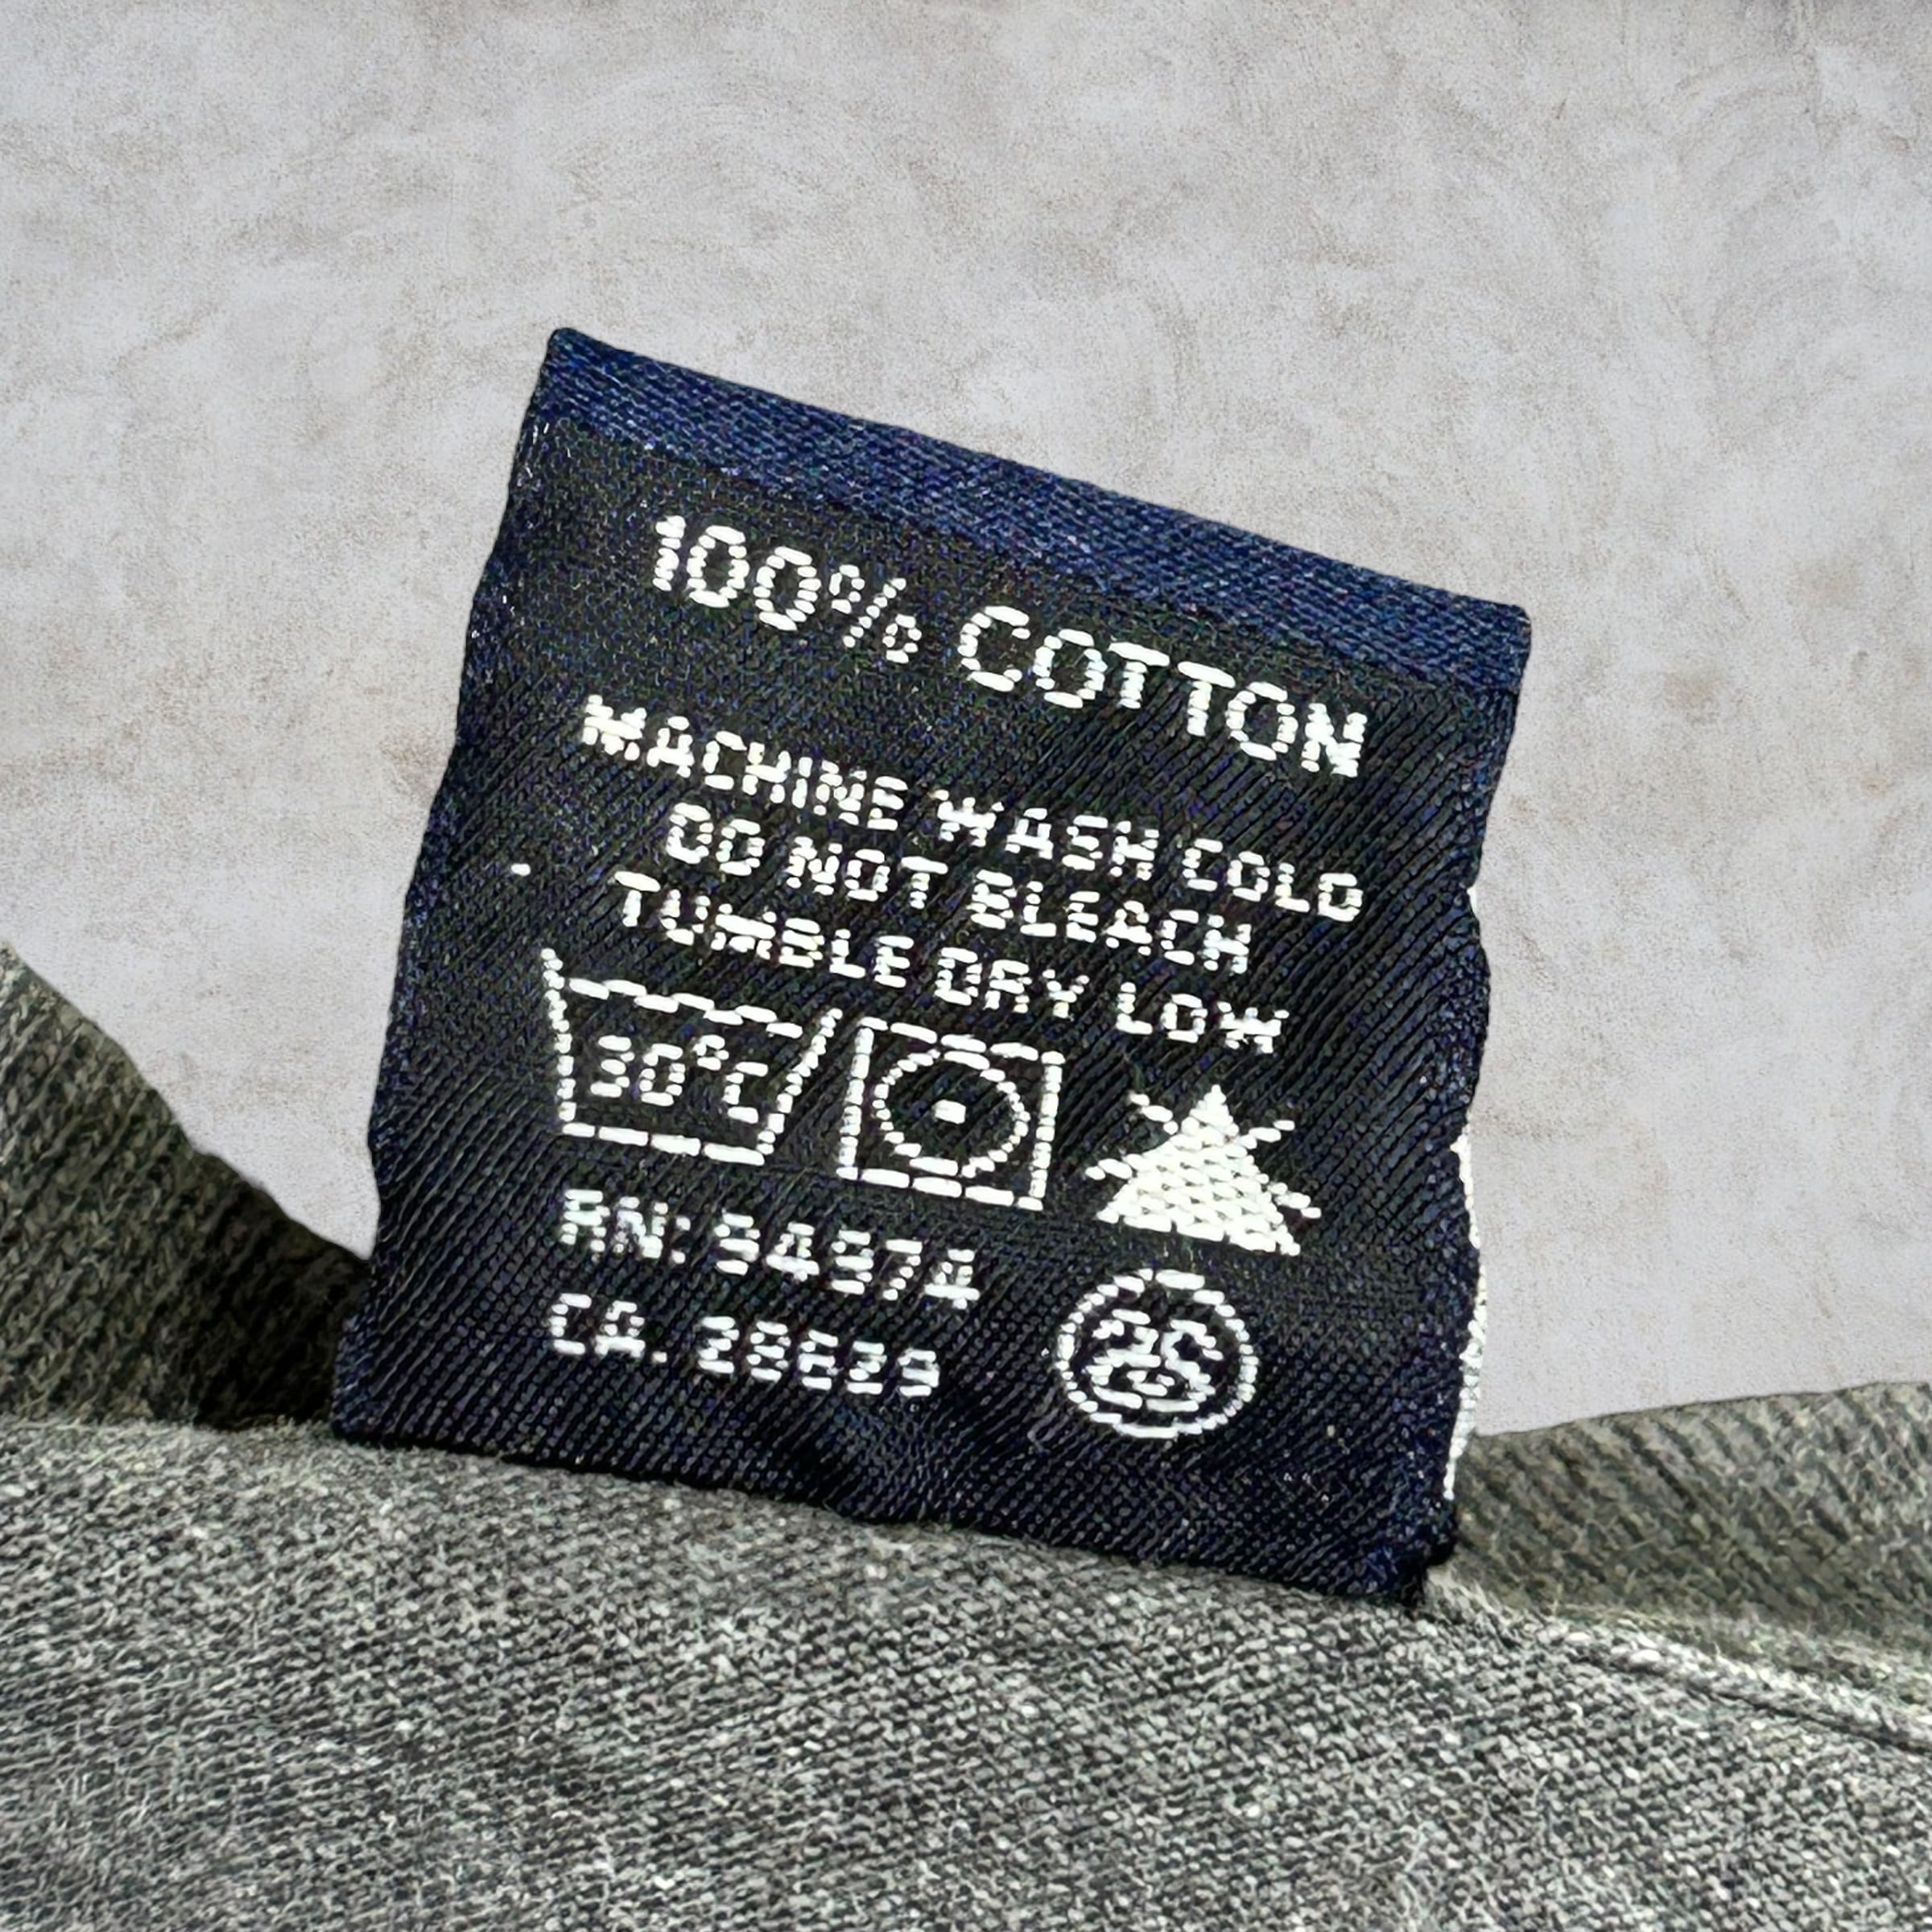 100% COTTON
MACHINE WASH COLD
DO NOT BLEACH
TUMBLE DRY LOW
30°C
RN: 94974
CA. 28629